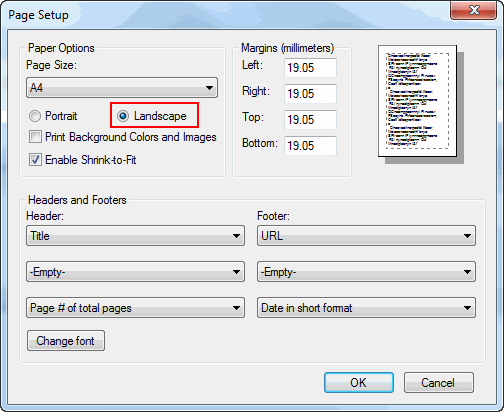 Page Setup
Paper Options
Page Size:
A4
Portrait
Landscape
Print Background Colors and Images
Enable Shrink-to-Fit
Margins (millimeters)
Left: 19.05
Right: 19.05
Top: 19.05
Bottom: 19.05
Headers and Footers
Header: Footer:
Title URL
-Empty- -Empty-
Page # of total pages Date in short format
Change font
OK Cancel